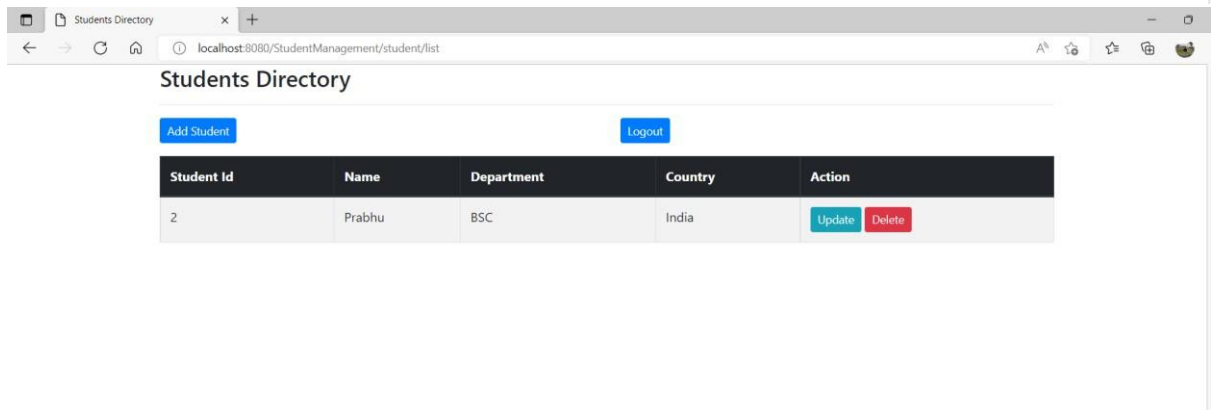 Students Directory
localhost:8080/StudentManagement/student/list
Students Directory
Add Student Logout
Student Id Name Department Country Action
2 Prabhu BSC India Update Delete